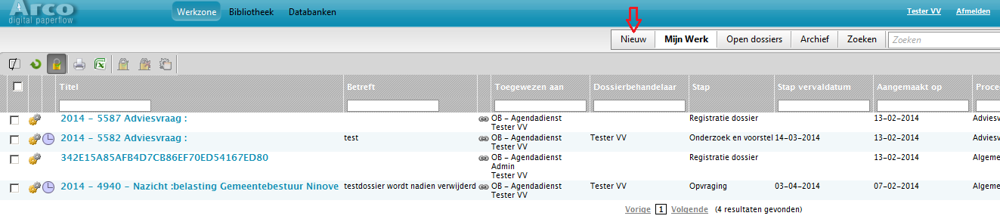 Arco
digital paperflow
Werkzone Bibliotheek Databanken
Tester VV Afmelden
Nieuw Mijn Werk Open dossiers Archief Zoeken Zoeken
Titel Betreft Toegewezen aan Dossierbehandelaar Stap Stap vervaldatum Aangemaakt op Proced
2014 - 5587 Adviesvraag : OB - Agendadienst Registratie dossier 13-02-2014 Adviesv
Tester VV
2014 - 5582 Adviesvraag : test OB - Agendadienst Tester VV Onderzoek en voorstel 14-03-2014 13-02-2014 Adviesv
Tester VV
342E15A85AFB4D7CB86EF70ED54167ED80 OB - Agendadienst Registratie dossier 13-02-2014 Algeme
Admin
2014 - 4940 - Nazicht :belasting Gemeentebestuur Ninove testdossier wordt nadien verwijderd OB - Agendadienst Tester VV Opvraging 03-04-2014 07-02-2014 Algeme
Tester VV
Vorige 1 Volgende (4 resultaten gevonden)